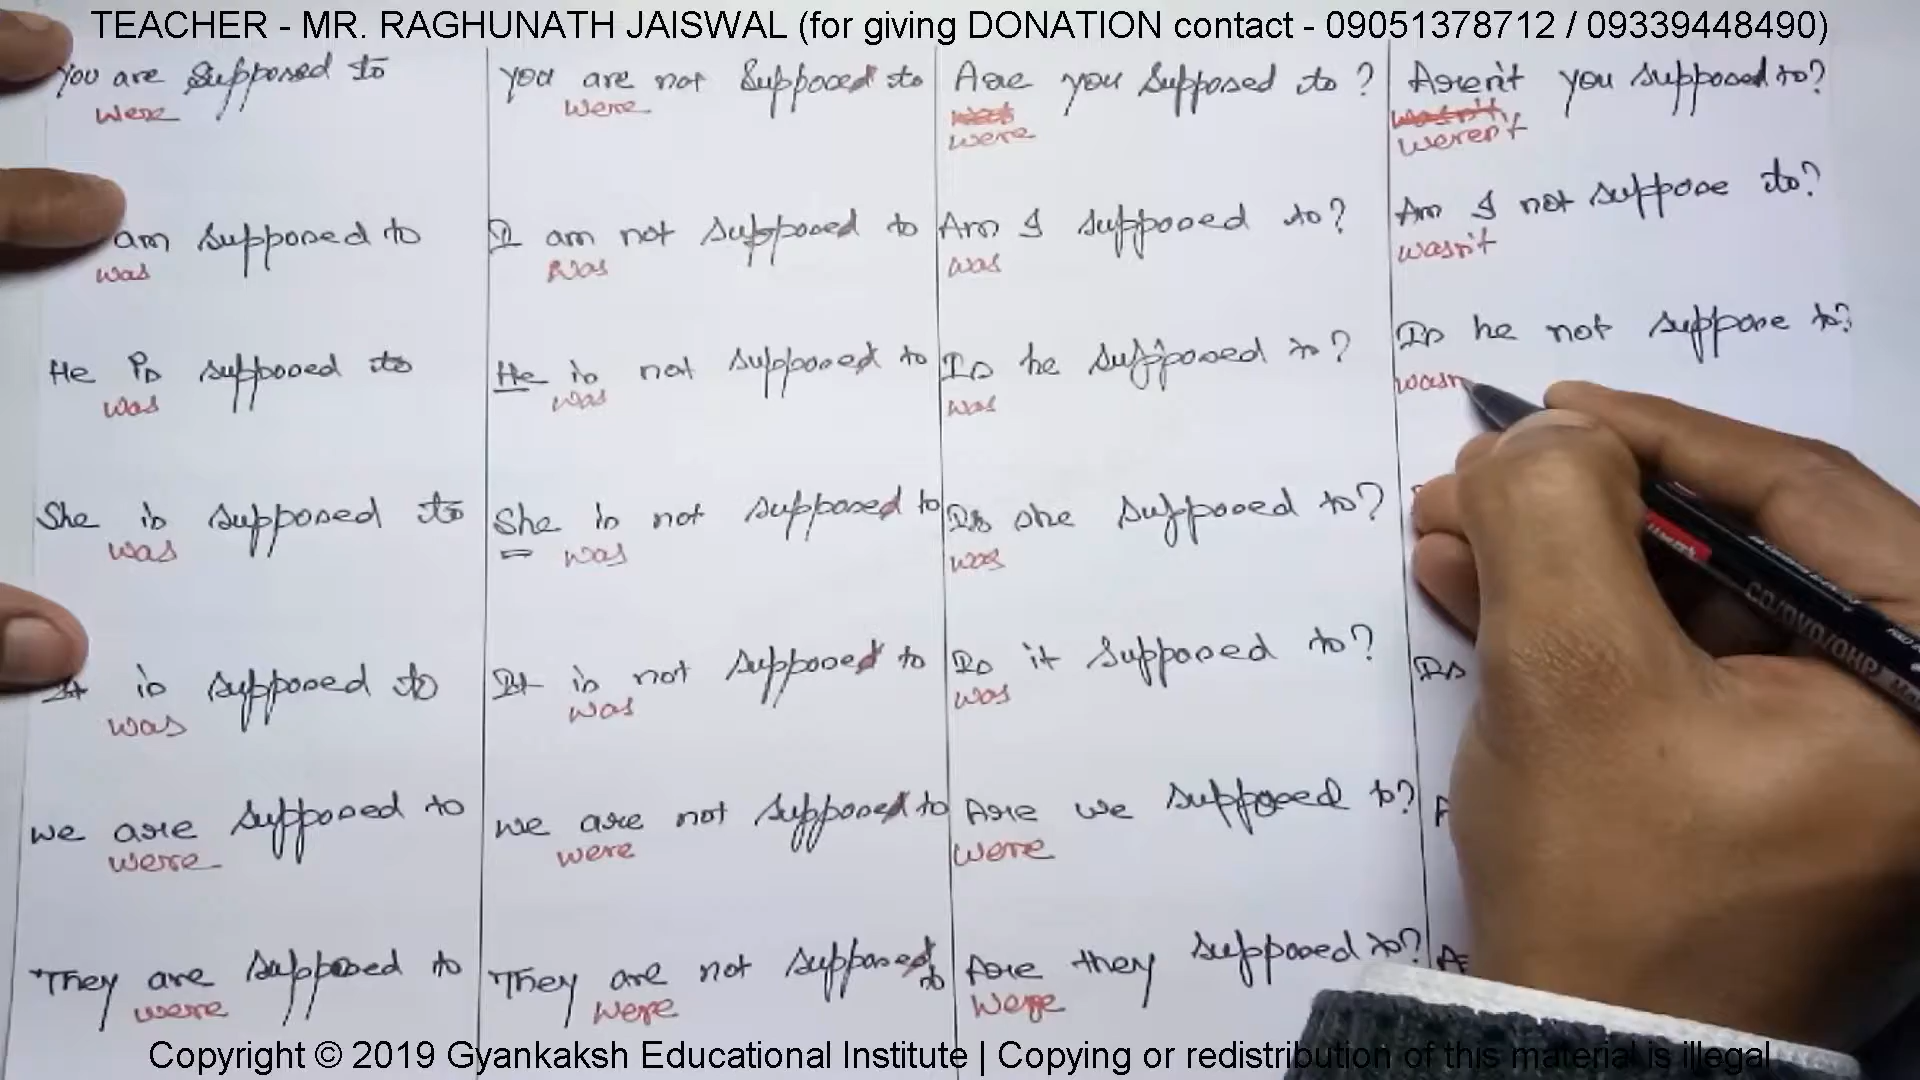 TEACHER - MR. RAGHUNATH JAISWAL (for giving DONATION contact - 09051378712 / 09339448490)
You are supposed to
were
am supposed to
was
He is supposed to
was
She is supposed to
was
It is supposed to
was
we are supposed to
were
They are supposed to
were
You are not supposed to
were
I am not supposed to
was
He is not supposed to
was
She is not supposed to
was
It is not supposed to
was
we are not supposed to
were
They are not supposed to
were
Are you supposed to?
were
Am I supposed to?
was
Is he supposed to?
was
Is she supposed to?
was
Is it supposed to?
was
Are we supposed to?
were
Are they supposed to?
were
Aren't you supposed to?
wasn't
weren't
Am I not suppose to?
wasn't
Is he not suppose to?
wasn
Is
CD/DVD/OHP
Copyright © 2019 Gyankaksh Educational Institute | Copying or redistribution of this material is illegal